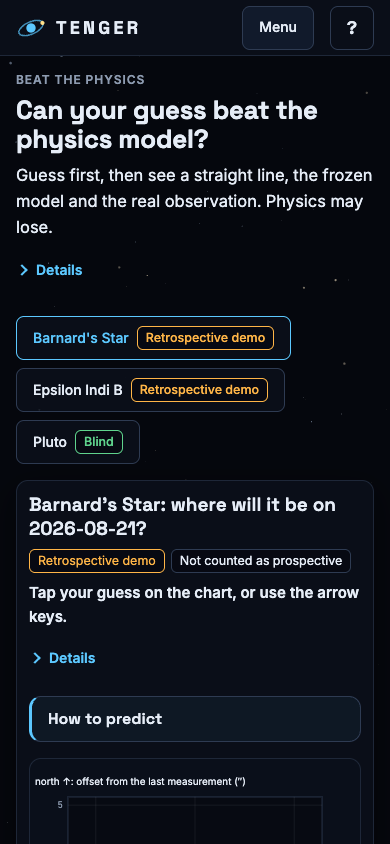 TENGER
Menu
?
BEAT THE PHYSICS
Can your guess beat the
physics model?
Guess first, then see a straight line, the frozen
model and the real observation. Physics may
lose.
Details
Barnard's Star Retrospective demo
Epsilon Indi B Retrospective demo
Pluto Blind
Barnard's Star: where will it be on
2026-08-21?
Retrospective demo Not counted as prospective
Tap your guess on the chart, or use the arrow
keys.
Details
How to predict
north ↑: offset from the last measurement (″)
5